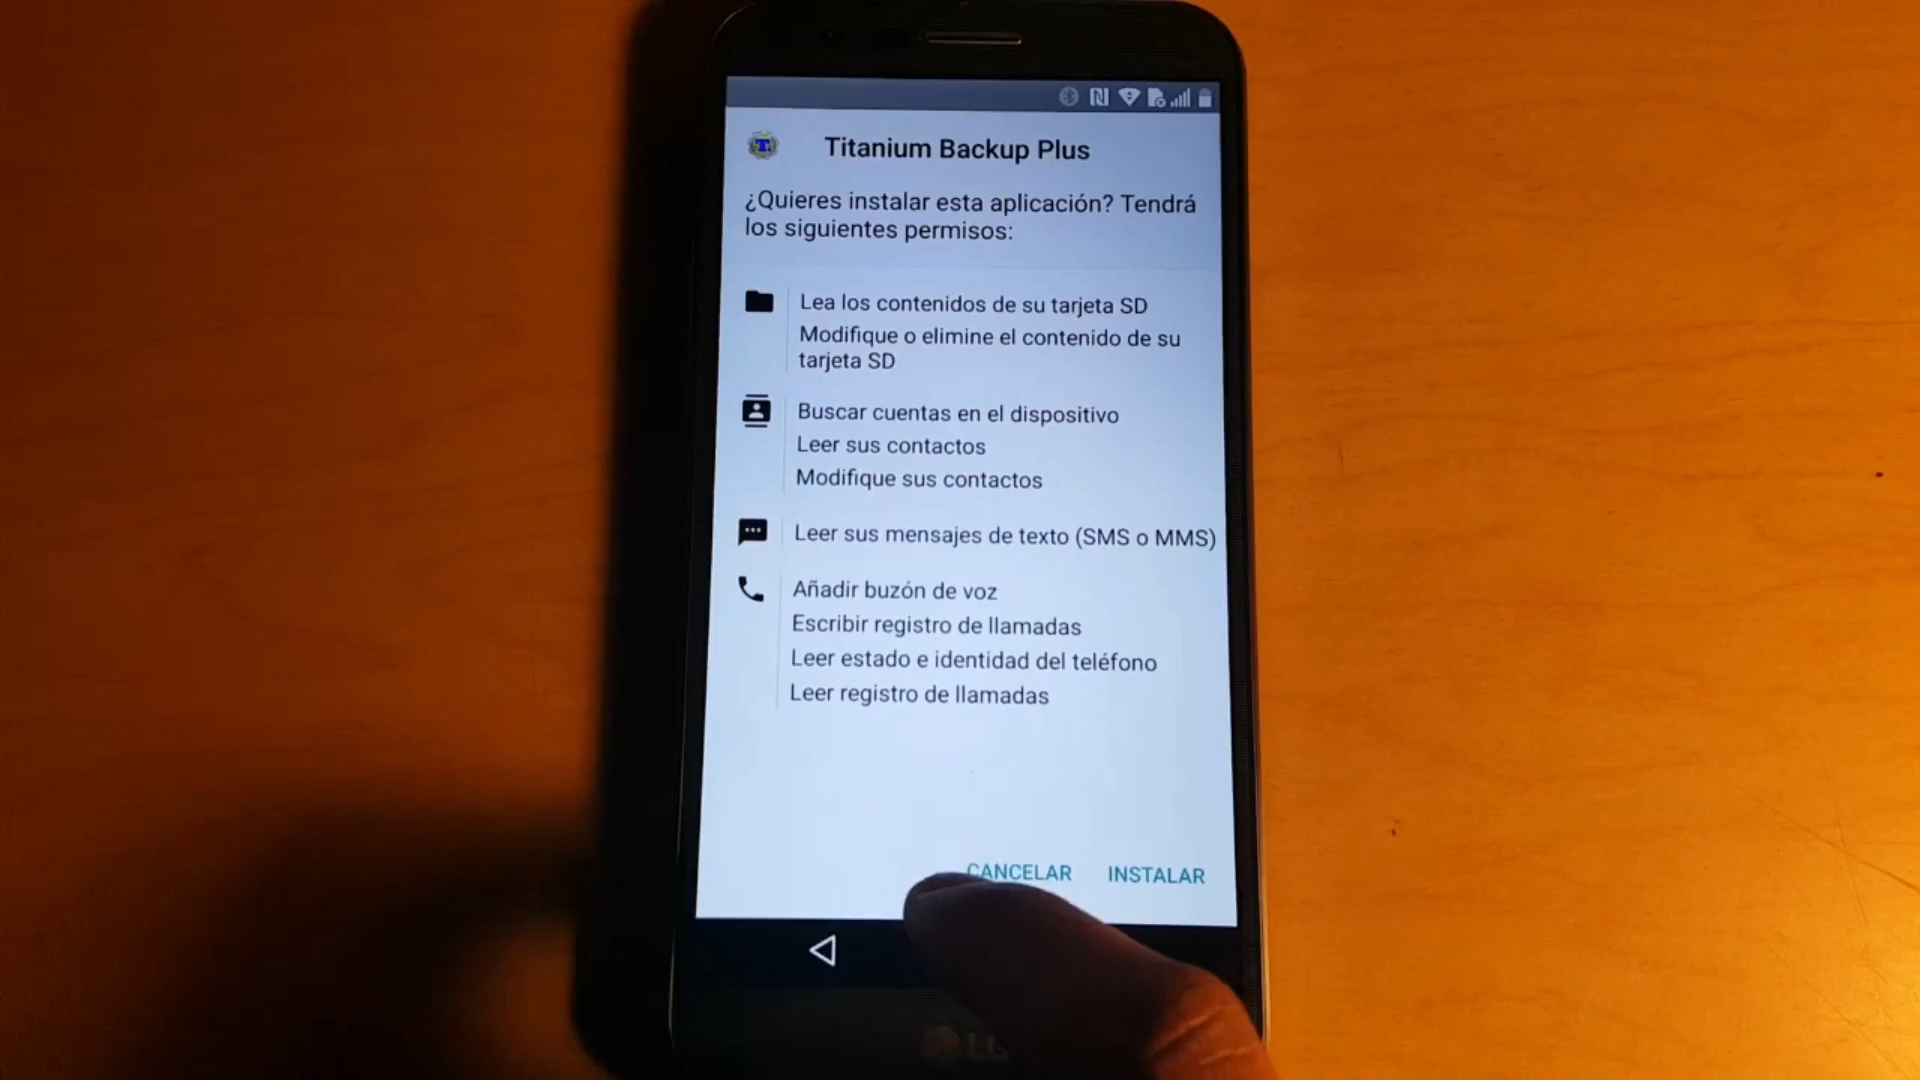 Titanium Backup Plus
¿Quieres instalar esta aplicación? Tendrá
los siguientes permisos:
Lea los contenidos de su tarjeta SD
Modifique o elimine el contenido de su
tarjeta SD
Buscar cuentas en el dispositivo
Leer sus contactos
Modifique sus contactos
Leer sus mensajes de texto (SMS o MMS)
Añadir buzón de voz
Escribir registro de llamadas
Leer estado e identidad del teléfono
Leer registro de llamadas
CANCELAR INSTALAR
LG